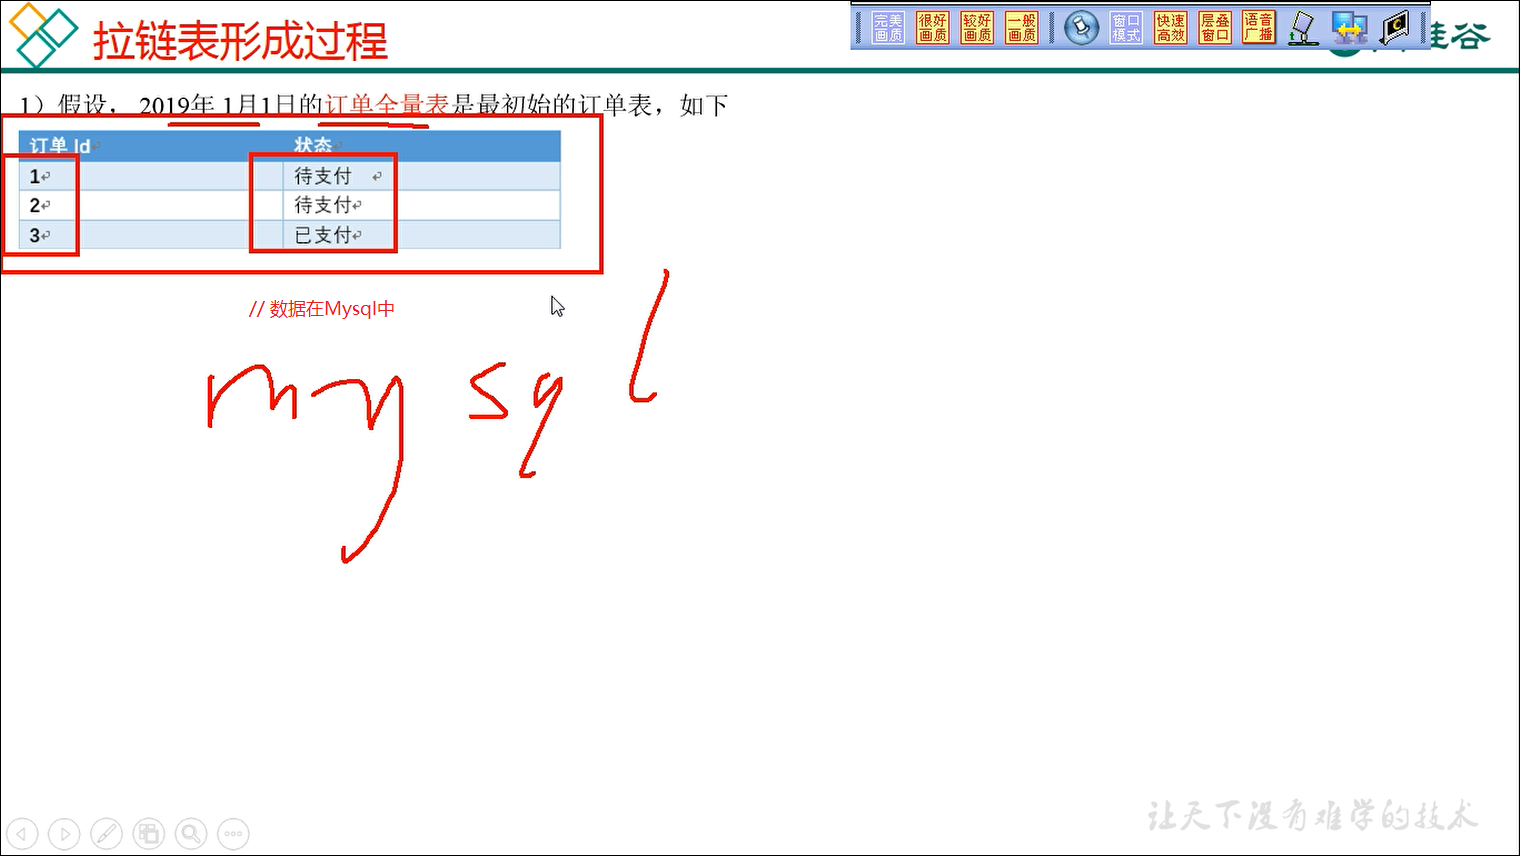 拉链表形成过程
完美画质 很好画质 较好画质 一般画质 窗口模式 快速高效 层叠窗口 语音广播
谷
1）假设， 2019年 1月1日的订单全量表是最初始的订单表，如下
订单 Id 状态
1 待支付
2 待支付
3 已支付
// 数据在Mysql中
mysql
让天下没有难学的技术